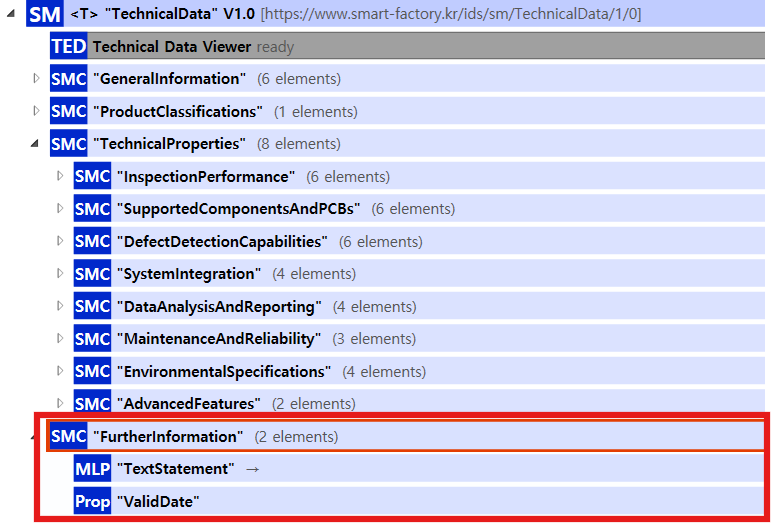 SM <T> "TechnicalData" V1.0 [https://www.smart-factory.kr/ids/sm/TechnicalData/1/0]
TED Technical Data Viewer ready
SMC "GeneralInformation" (6 elements)
SMC "ProductClassifications" (1 elements)
SMC "TechnicalProperties" (8 elements)
SMC "InspectionPerformance" (6 elements)
SMC "SupportedComponentsAndPCBs" (6 elements)
SMC "DefectDetectionCapabilities" (6 elements)
SMC "SystemIntegration" (4 elements)
SMC "DataAnalysisAndReporting" (4 elements)
SMC "MaintenanceAndReliability" (3 elements)
SMC "EnvironmentalSpecifications" (4 elements)
SMC "AdvancedFeatures" (2 elements)
SMC "FurtherInformation" (2 elements)
MLP "TextStatement" →
Prop "ValidDate"